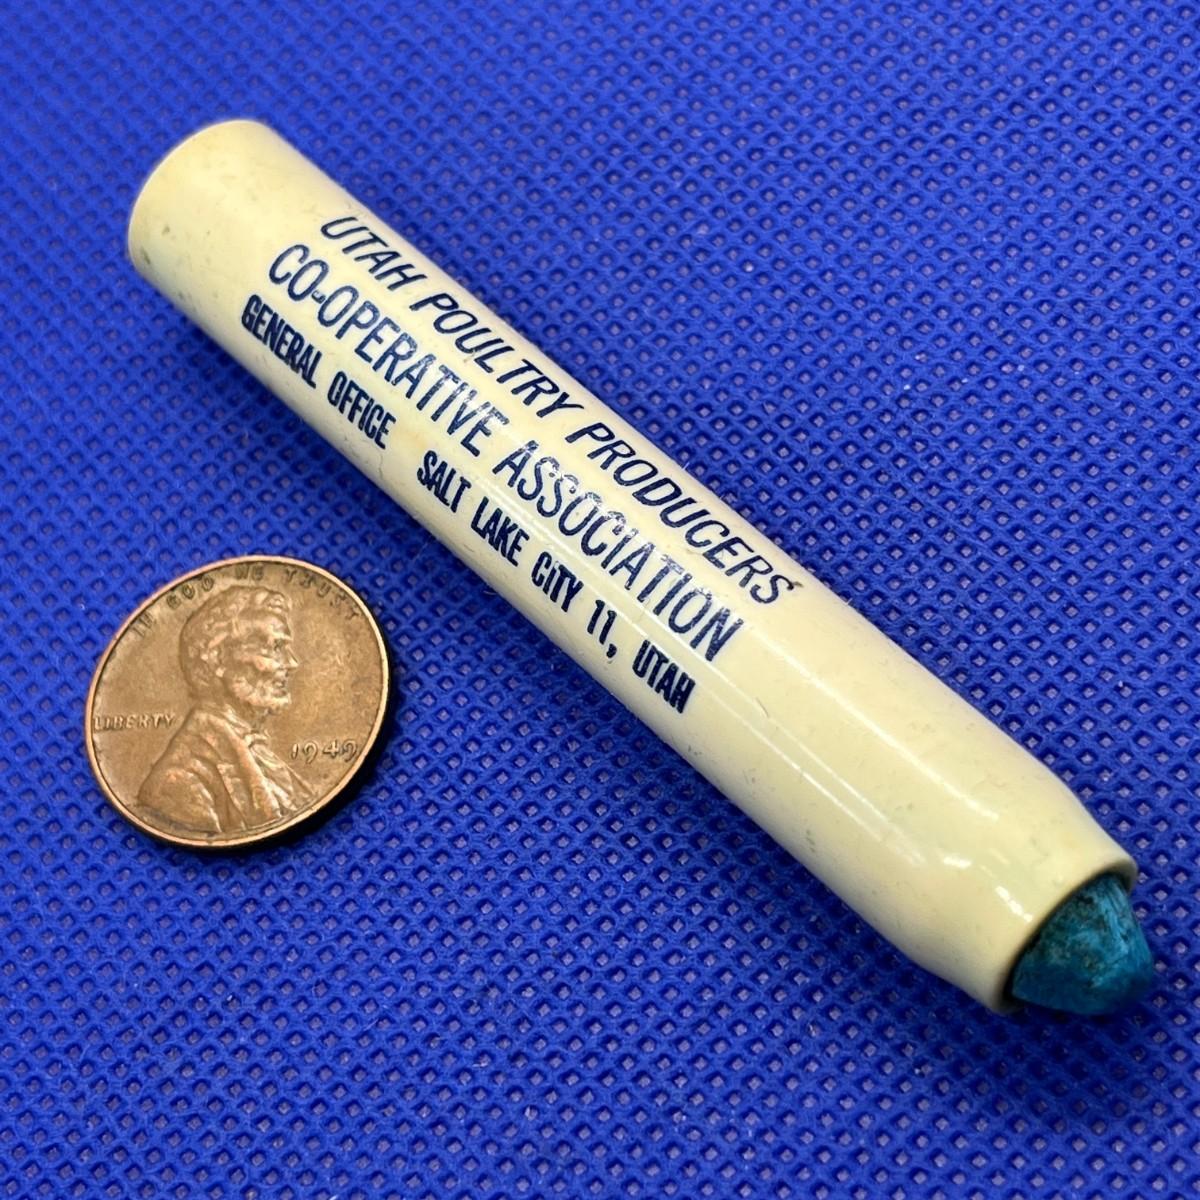 UTAH POULTRY PRODUCERS
CO-OPERATIVE ASSOCIATION
GENERAL OFFICE SALT LAKE CITY 11, UTAH
IN GOD WE TRUST
LIBERTY
1949